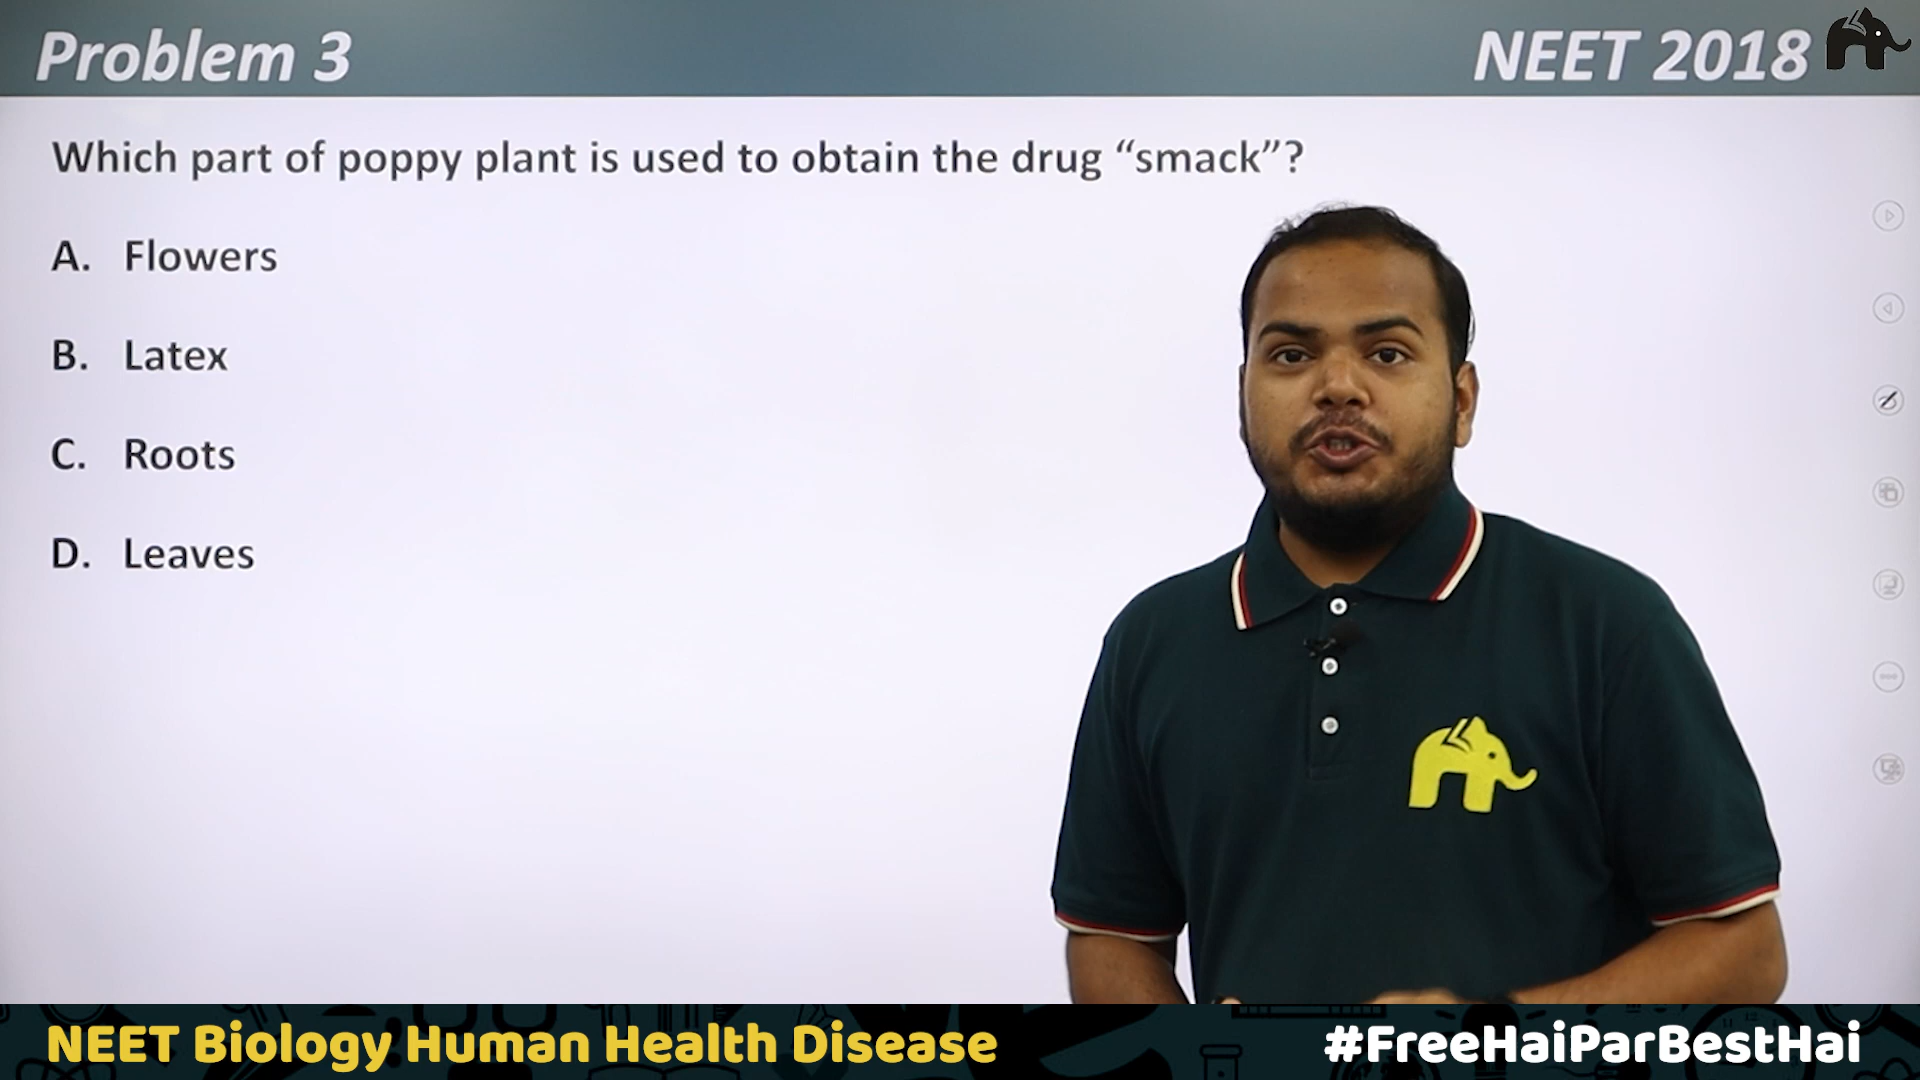 Problem 3
NEET 2018
Which part of poppy plant is used to obtain the drug “smack”?
A. Flowers
B. Latex
C. Roots
D. Leaves
NEET Biology Human Health Disease
#FreeHaiParBestHai